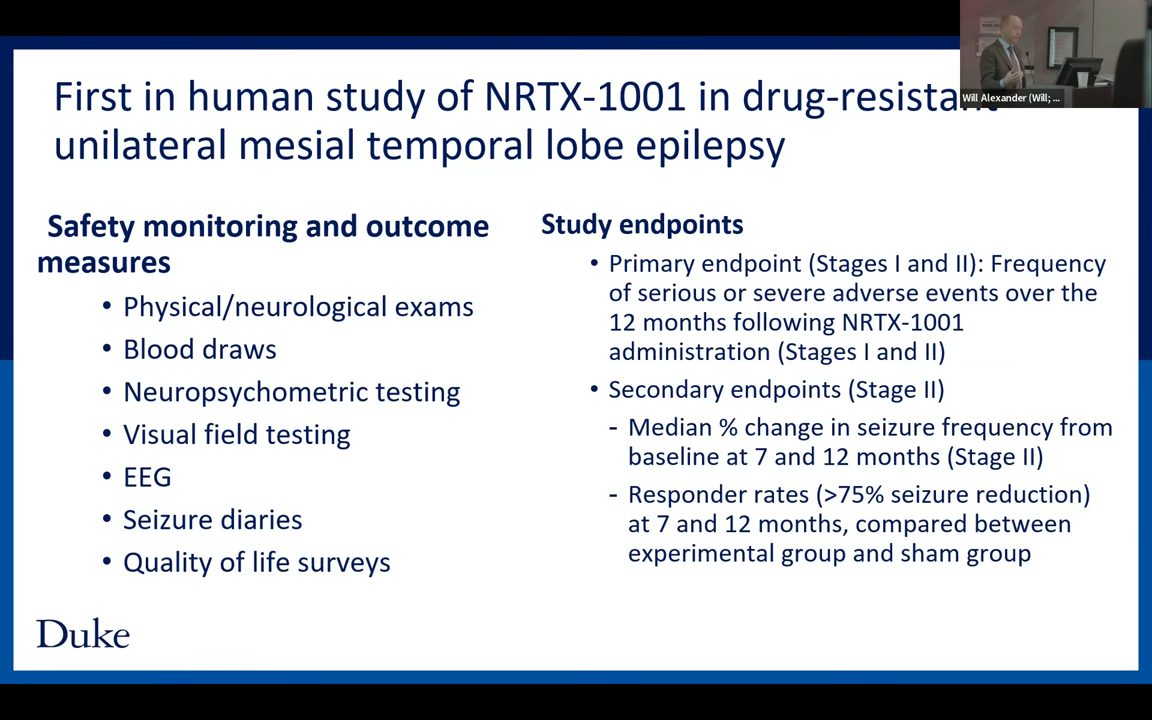 First in human study of NRTX-1001 in drug-resistant
unilateral mesial temporal lobe epilepsy
Will Alexander (Will; ...
Safety monitoring and outcome
measures
• Physical/neurological exams
• Blood draws
• Neuropsychometric testing
• Visual field testing
• EEG
• Seizure diaries
• Quality of life surveys
Study endpoints
• Primary endpoint (Stages I and II): Frequency
of serious or severe adverse events over the
12 months following NRTX-1001
administration (Stages I and II)
• Secondary endpoints (Stage II)
- Median % change in seizure frequency from
baseline at 7 and 12 months (Stage II)
- Responder rates (>75% seizure reduction)
at 7 and 12 months, compared between
experimental group and sham group
Duke